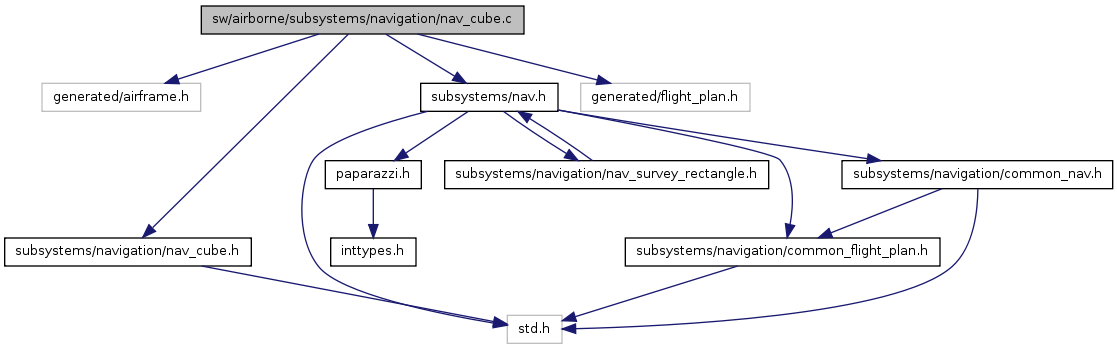 sw/airborne/subsystems/navigation/nav_cube.c
generated/airframe.h
subsystems/nav.h
generated/flight_plan.h
paparazzi.h
subsystems/navigation/nav_survey_rectangle.h
subsystems/navigation/common_nav.h
subsystems/navigation/nav_cube.h
inttypes.h
subsystems/navigation/common_flight_plan.h
std.h